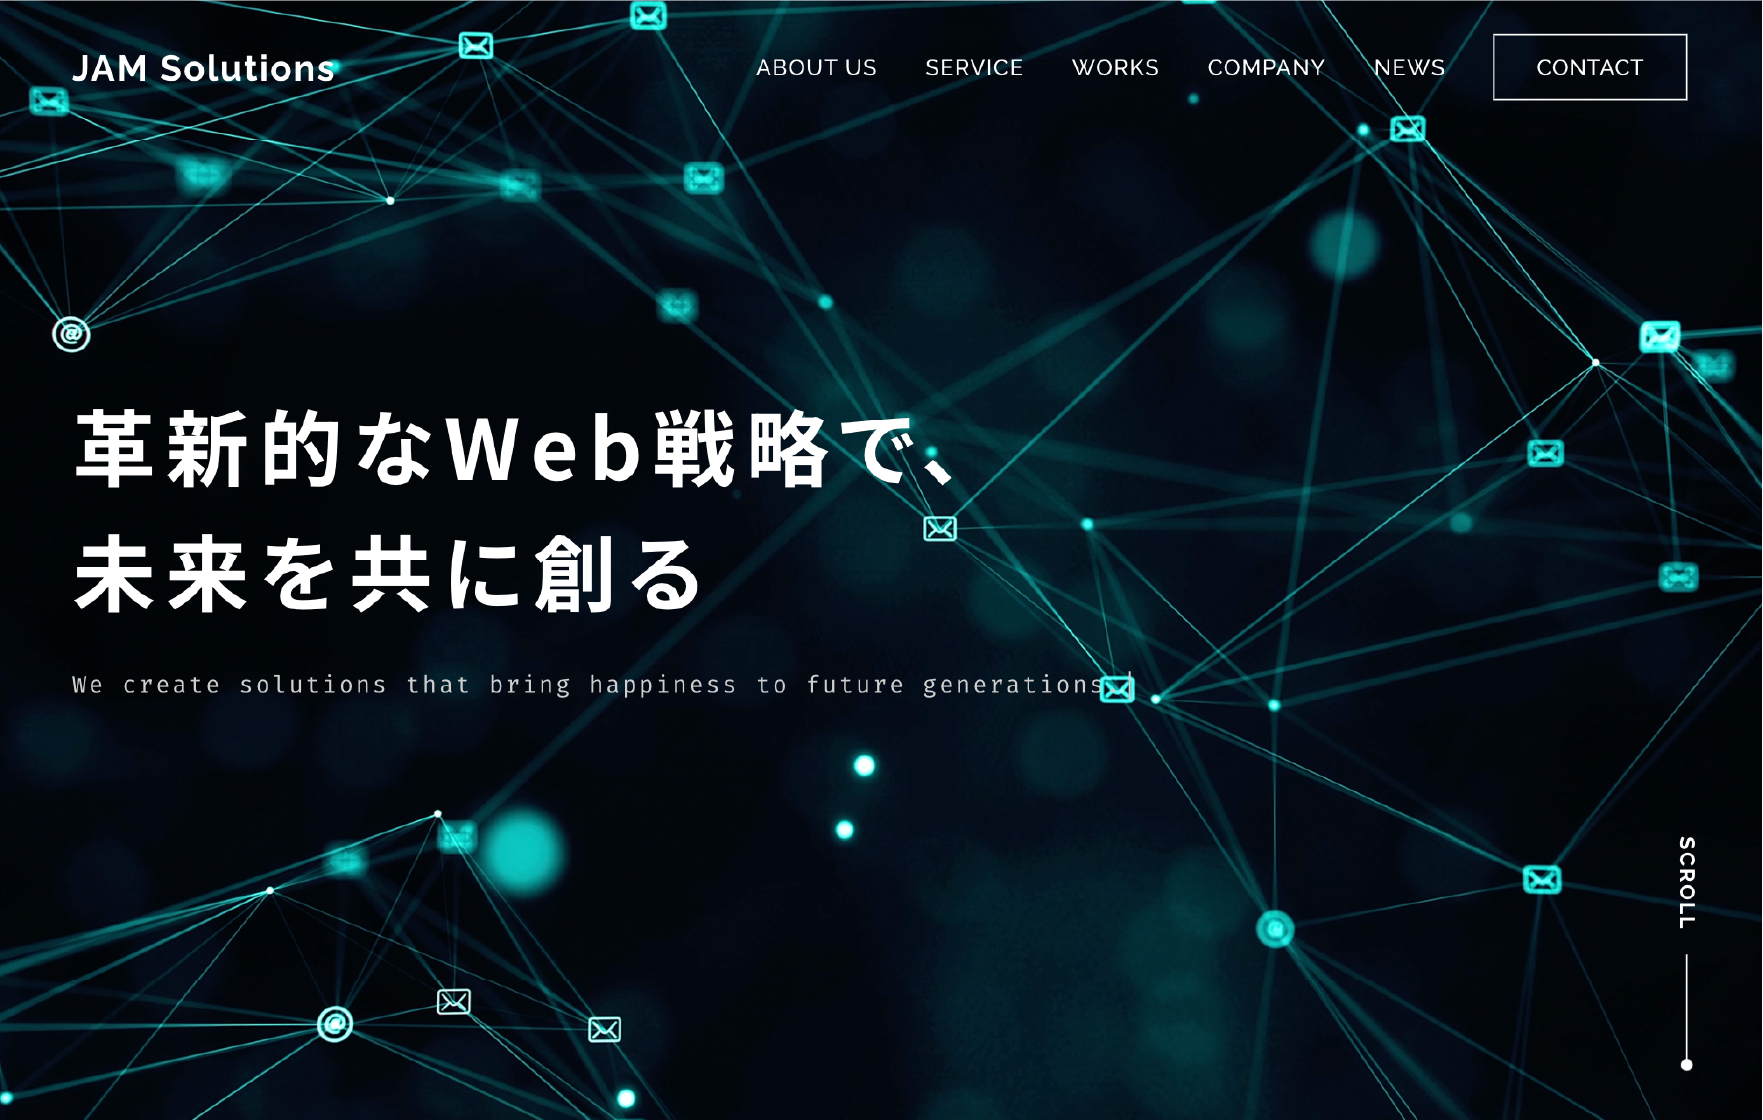 JAM Solutions
ABOUT US SERVICE WORKS COMPANY NEWS CONTACT
革新的なWeb戦略で、
未来を共に創る
We create solutions that bring happiness to future generations
SCROLL